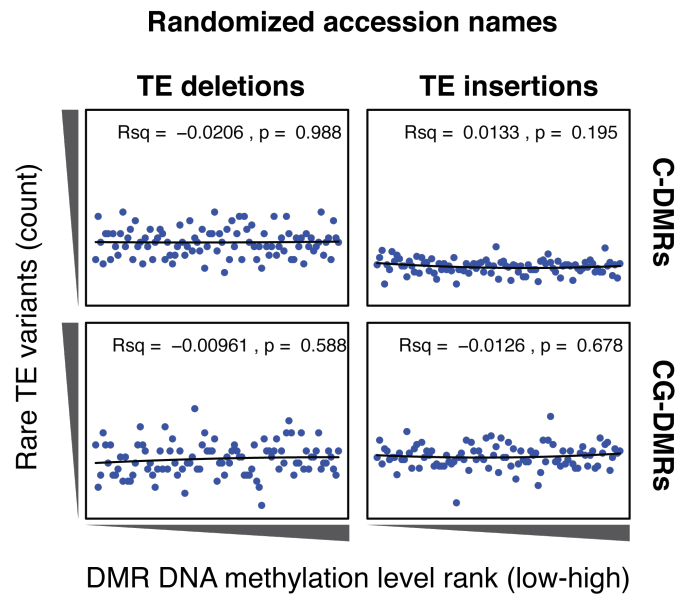 Randomized accession names
TE deletions
TE insertions
Rsq = −0.0206 , p = 0.988
Rsq = 0.0133 , p = 0.195
C-DMRs
Rare TE variants (count)
Rsq = −0.00961 , p = 0.588
Rsq = −0.0126 , p = 0.678
CG-DMRs
DMR DNA methylation level rank (low-high)